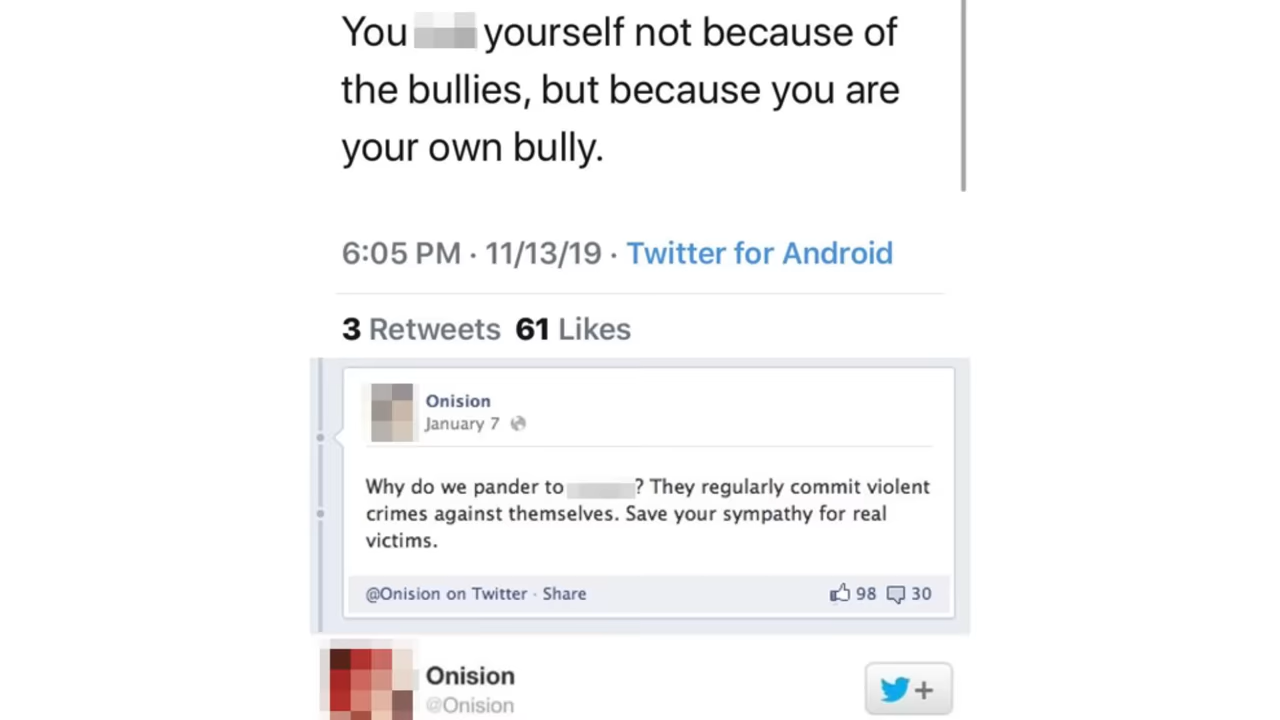 You yourself not because of
the bullies, but because you are
your own bully.
6:05 PM · 11/13/19 · Twitter for Android
3 Retweets 61 Likes
Onision
January 7
Why do we pander to ? They regularly commit violent
crimes against themselves. Save your sympathy for real
victims.
@Onision on Twitter · Share 98 30
Onision
@Onision
+